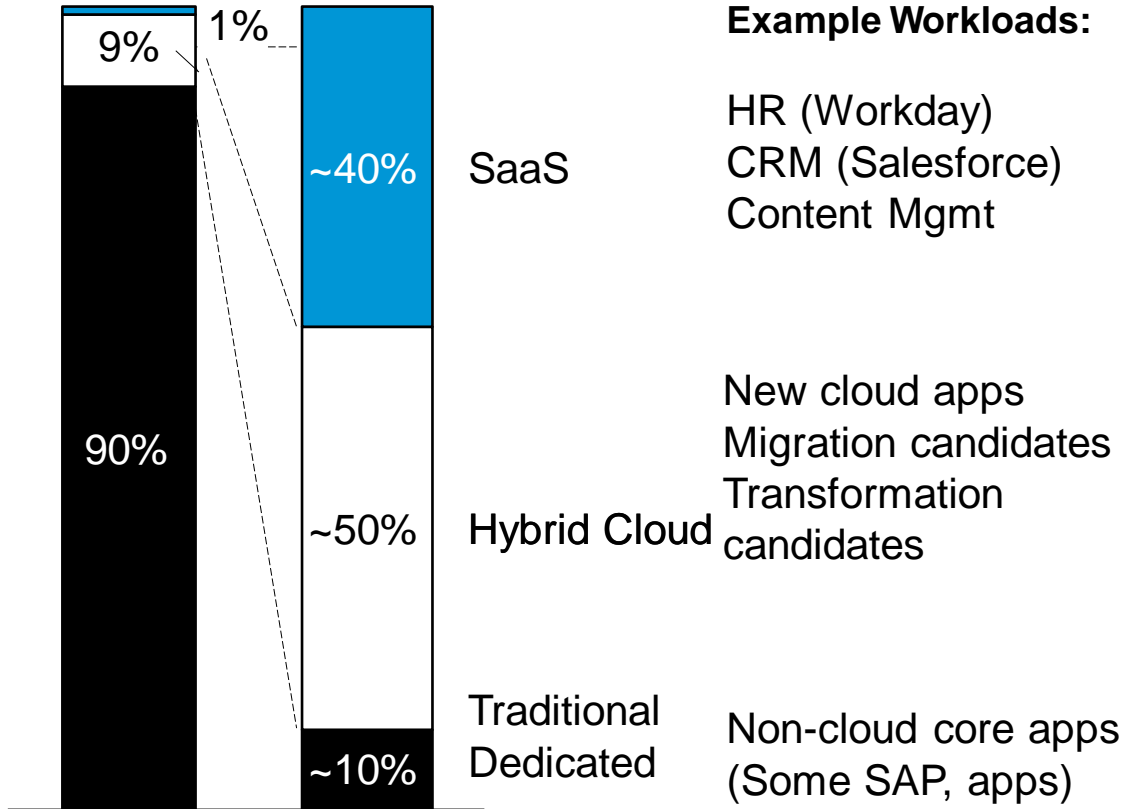 1%
9%
90%
~40%
~50%
~10%
SaaS
Hybrid Cloud
Traditional
Dedicated
Example Workloads:
HR (Workday)
CRM (Salesforce)
Content Mgmt
New cloud apps
Migration candidates
Transformation
candidates
Non-cloud core apps
(Some SAP, apps)